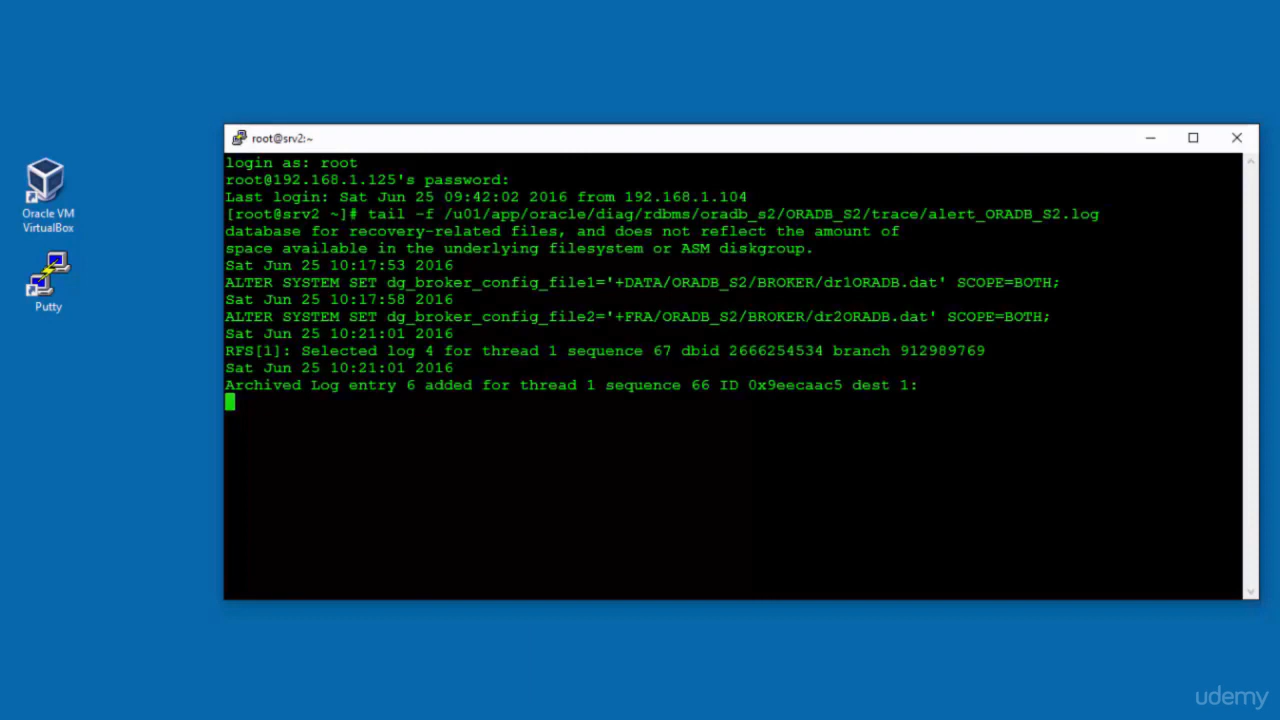 root@srv2:~
login as: root
root@192.168.1.125's password:
Last login: Sat Jun 25 09:42:02 2016 from 192.168.1.104
[root@srv2 ~]# tail -f /u01/app/oracle/diag/rdbms/oradb_s2/ORADB_S2/trace/alert_ORADB_S2.log
database for recovery-related files, and does not reflect the amount of
space available in the underlying filesystem or ASM diskgroup.
Sat Jun 25 10:17:53 2016
ALTER SYSTEM SET dg_broker_config_file1='+DATA/ORADB_S2/BROKER/dr1ORADB.dat' SCOPE=BOTH;
Sat Jun 25 10:17:58 2016
ALTER SYSTEM SET dg_broker_config_file2='+FRA/ORADB_S2/BROKER/dr2ORADB.dat' SCOPE=BOTH;
Sat Jun 25 10:21:01 2016
RFS[1]: Selected log 4 for thread 1 sequence 67 dbid 2666254534 branch 912989769
Sat Jun 25 10:21:01 2016
Archived Log entry 6 added for thread 1 sequence 66 ID 0x9eecaac5 dest 1:
Oracle VM
VirtualBox
Putty
udemy